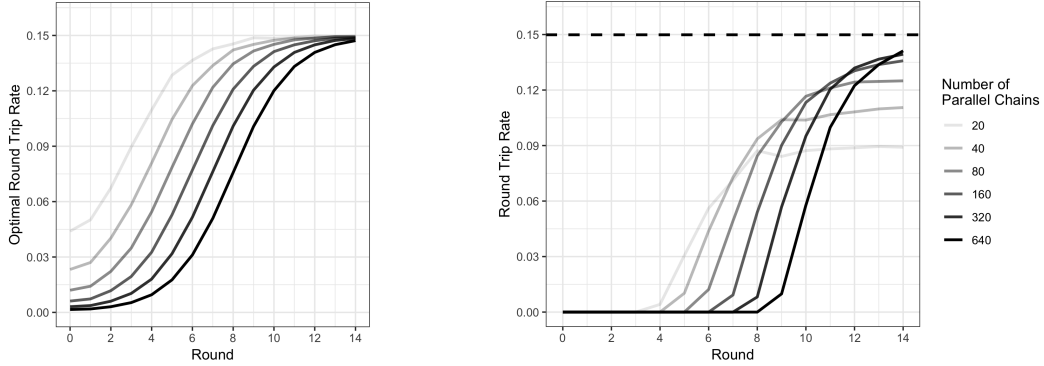 Optimal Round Trip Rate
0.15
0.12
0.09
0.06
0.03
0.00
0 2 4 6 8 10 12 14
Round
Round Trip Rate
0.15
0.12
0.09
0.06
0.03
0.00
0 2 4 6 8 10 12 14
Round
Number of
Parallel Chains
20
40
80
160
320
640